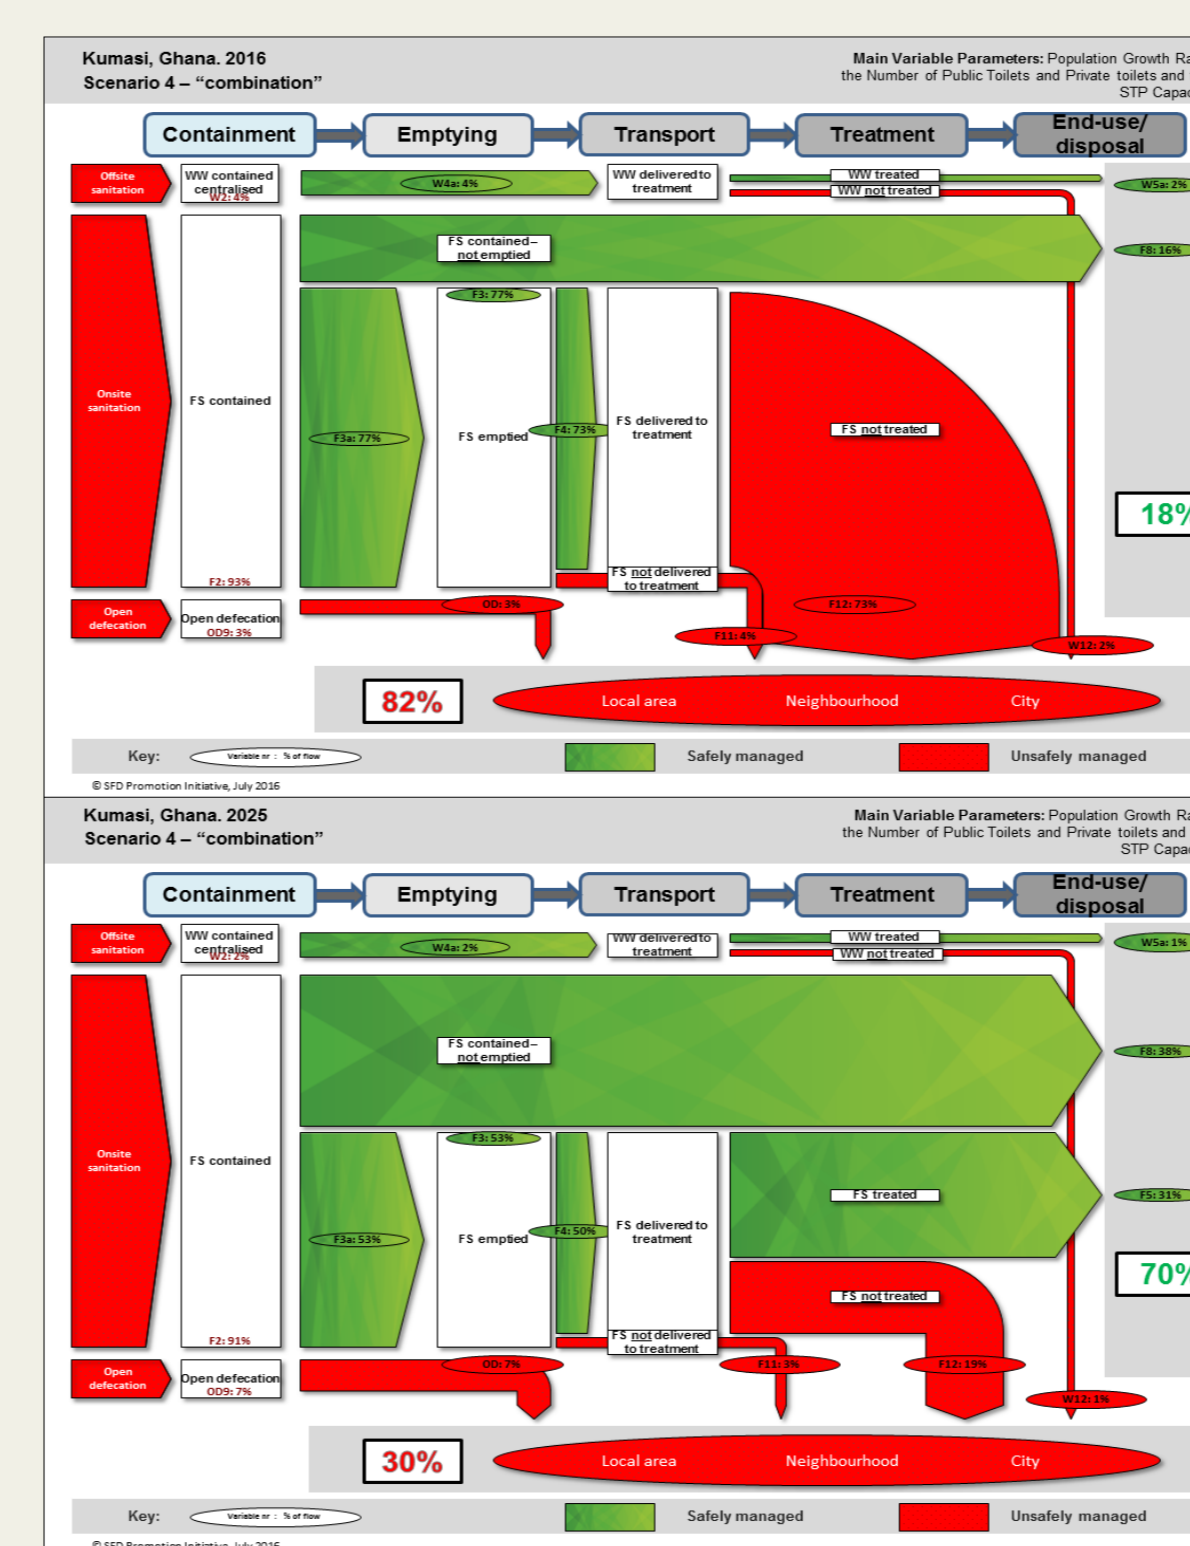 Kumasi, Ghana. 2016
Scenario 4 – “combination”
Main Variable Parameters: Population Growth Ra
the Number of Public Toilets and Private toilets and
STP Capac
Containment
Emptying
Transport
Treatment
End-use/
disposal
Offsite
sanitation
WW contained
centralised
W2: 4%
W4a: 4%
WW delivered to
treatment
WW treated
WW not treated
W5a: 2%
FS contained–
not emptied
F8: 16%
Onsite
sanitation
FS contained
F2: 93%
F3a: 77%
F3: 77%
FS emptied
F4: 73%
FS delivered to
treatment
FS not treated
18%
FS not delivered
to treatment
Open
defecation
Open defecation
OD9: 3%
OD: 3%
F11: 4%
F12: 73%
W12: 2%
82%
Local area
Neighbourhood
City
Key:
Variable nr : % of flow
Safely managed
Unsafely managed
© SFD Promotion Initiative, July 2016
Kumasi, Ghana. 2025
Scenario 4 – “combination”
Main Variable Parameters: Population Growth Ra
the Number of Public Toilets and Private toilets and
STP Capac
Containment
Emptying
Transport
Treatment
End-use/
disposal
Offsite
sanitation
WW contained
centralised
W2: 2%
W4a: 2%
WW delivered to
treatment
WW treated
WW not treated
W5a: 1%
FS contained–
not emptied
F8: 38%
Onsite
sanitation
FS contained
F2: 91%
F3a: 53%
F3: 53%
FS emptied
F4: 50%
FS delivered to
treatment
FS treated
F5: 31%
70%
FS not treated
FS not delivered
to treatment
Open
defecation
Open defecation
OD9: 7%
OD: 7%
F11: 3%
F12: 19%
W12: 1%
30%
Local area
Neighbourhood
City
Key:
Variable nr : % of flow
Safely managed
Unsafely managed
© SFD Promotion Initiative, July 2016